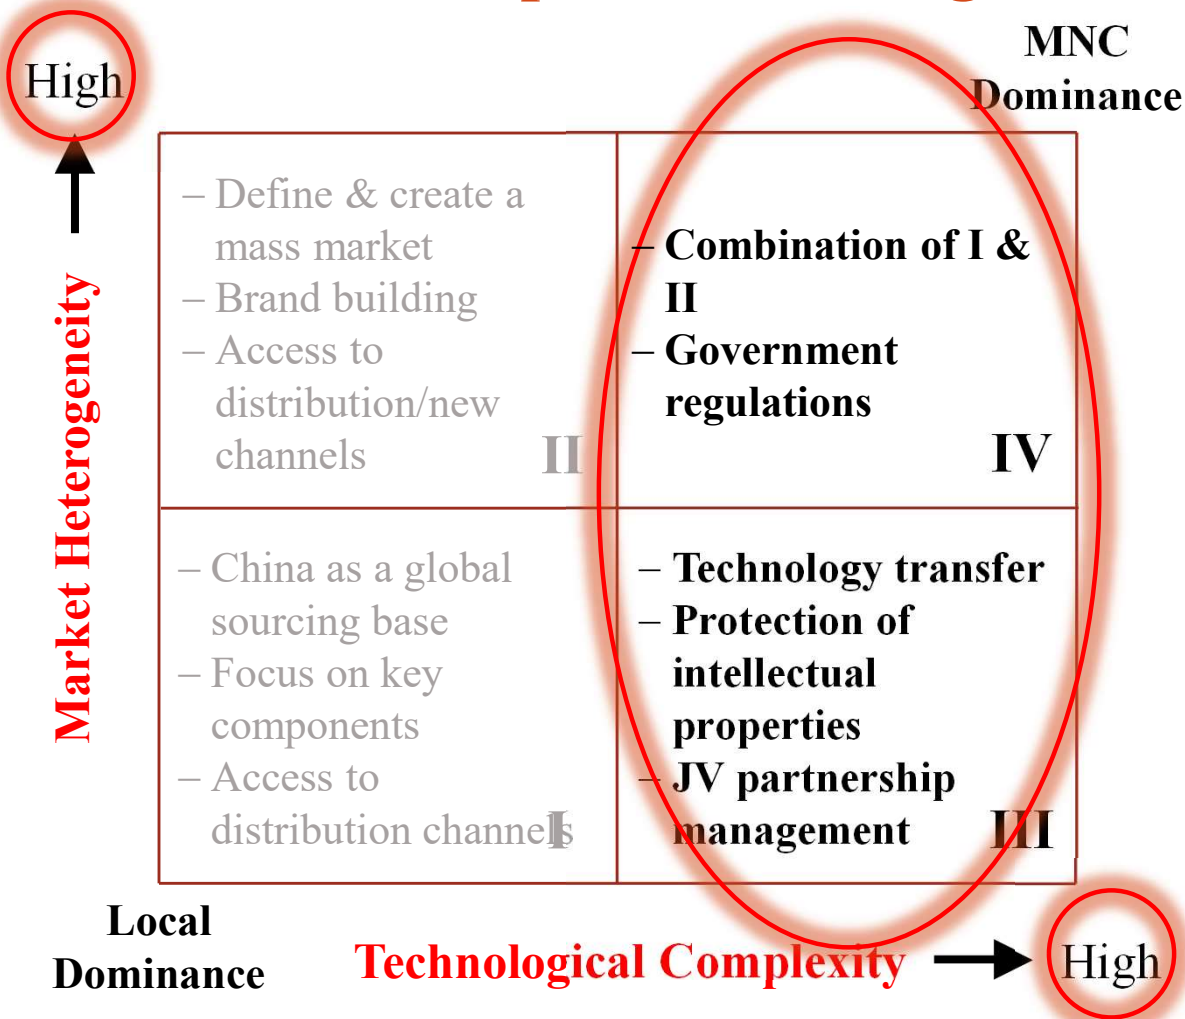 High
MNC
Dominance
– Define & create a
mass market
– Brand building
– Access to
distribution/new
channels
II
– Combination of I &
II
– Government
regulations
IV
Market Heterogeneity
– China as a global
sourcing base
– Focus on key
components
– Access to
distribution channels
I
– Technology transfer
– Protection of
intellectual
properties
– JV partnership
management
III
Local
Dominance
Technological Complexity
High